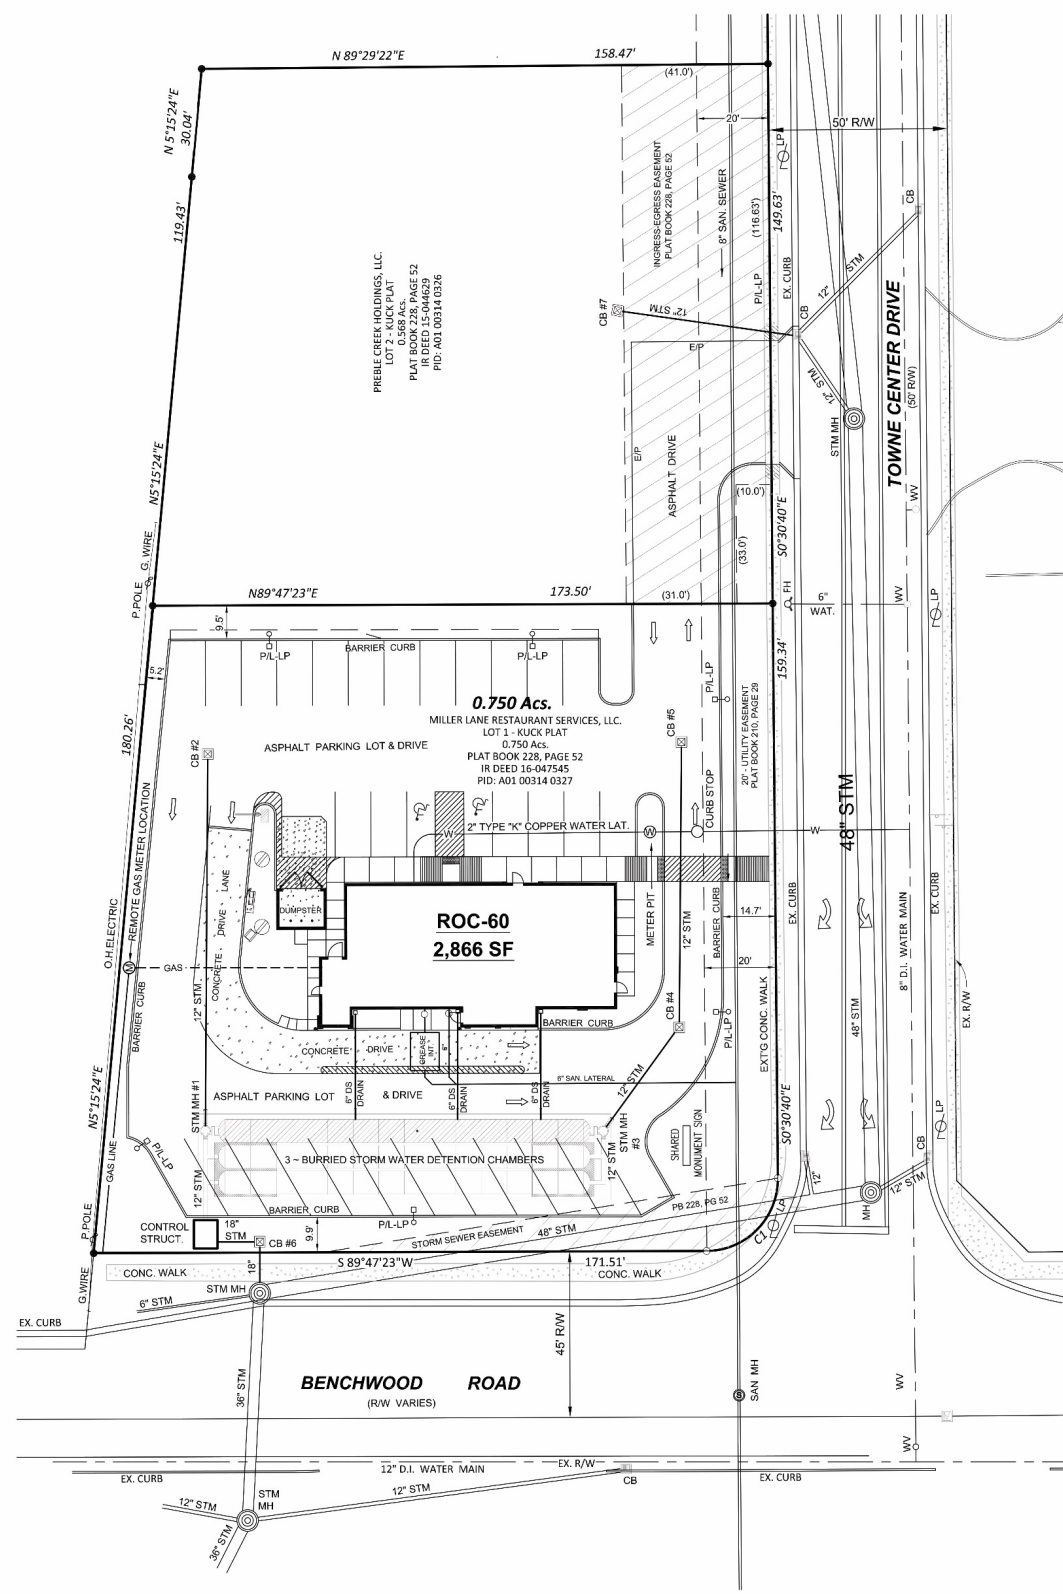 N 89°29'22"E
158.47'
(41.0')
N 5°15'24"E
30.04'
20'
50' R/W
LP
INGRESS-EGRESS EASEMENT
PLAT BOOK 228, PAGE 52
8" SAN. SEWER
(116.63')
149.63'
CB
119.43'
PREBLE CREEK HOLDINGS, LLC.
LOT 2 - KUCK PLAT
0.568 Acs.
PLAT BOOK 228, PAGE 52
IR DEED 15-044629
PID: A01 00314 0326
P/L-LP
EX. CURB
12" STM
CB
CB #7
12" STM
E/P
12" STM
STM MH
TOWNE CENTER DRIVE
(50' R/W)
N5°15'24"E
E/P
ASPHALT DRIVE
(10.0')
(33.0')
S0°30'40"E
WV
G. WIRE
P.POLE
N89°47'23"E
173.50'
(31.0')
FH
6"
WAT.
WV
LP
9.5'
BARRIER CURB
P/L-LP
P/L-LP
5.2'
159.34'
P/L-LP
0.750 Acs.
MILLER LANE RESTAURANT SERVICES, LLC.
LOT 1 - KUCK PLAT
0.750 Acs.
PLAT BOOK 228, PAGE 52
IR DEED 16-047545
PID: A01 00314 0327
20' - UTILITY EASEMENT
PLAT BOOK 210, PAGE 29
180.26'
CB #2
ASPHALT PARKING LOT & DRIVE
CB #5
CURB STOP
48" STM
REMOTE GAS METER LOCATION
2" TYPE "K" COPPER WATER LAT.
W
W
W
CONCRETE DRIVE LANE
DUMPSTER
ROC-60
2,866 SF
METER PIT
12" STM
BARRIER CURB
14.7'
EX. CURB
EX. CURB
8" D.I. WATER MAIN
O.H.ELECTRIC
M
GAS
20'
12" STM
BARRIER CURB
CB #4
P/L-LP
EXT'G CONC. WALK
48" STM
EX. R/W
BARRIER CURB
CONCRETE DRIVE
GREASE
INT
6"
6" SAN. LATERAL
12" STM
ASPHALT PARKING LOT
& DRIVE
6" DS
DRAIN
6" DS
DRAIN
6" DS
DRAIN
N5°15'24"E
STM MH #1
STM MH
#3
SHARED
MONUMENT SIGN
S0°30'40"E
LP
CB
P/L-LP
GAS LINE
3 ~ BURRIED STORM WATER DETENTION CHAMBERS
12" STM
12" STM
12"
12" STM
MH
BARRIER CURB
PB 228, PG 52
P.POLE
CONTROL
STRUCT.
18"
STM
CB #6
9.9'
P/L-LP
STORM SEWER EASEMENT
48" STM
C1
LP
S 89°47'23"W
171.51'
CONC. WALK
18"
CONC. WALK
G.WIRE
STM MH
6" STM
EX. CURB
45' R/W
36" STM
BENCHWOOD ROAD
(R/W VARIES)
SAN MH
WV
WV
EX. CURB
12" D.I. WATER MAIN
EX. R/W
CB
EX. CURB
12" STM
STM
MH
12" STM
36" STM